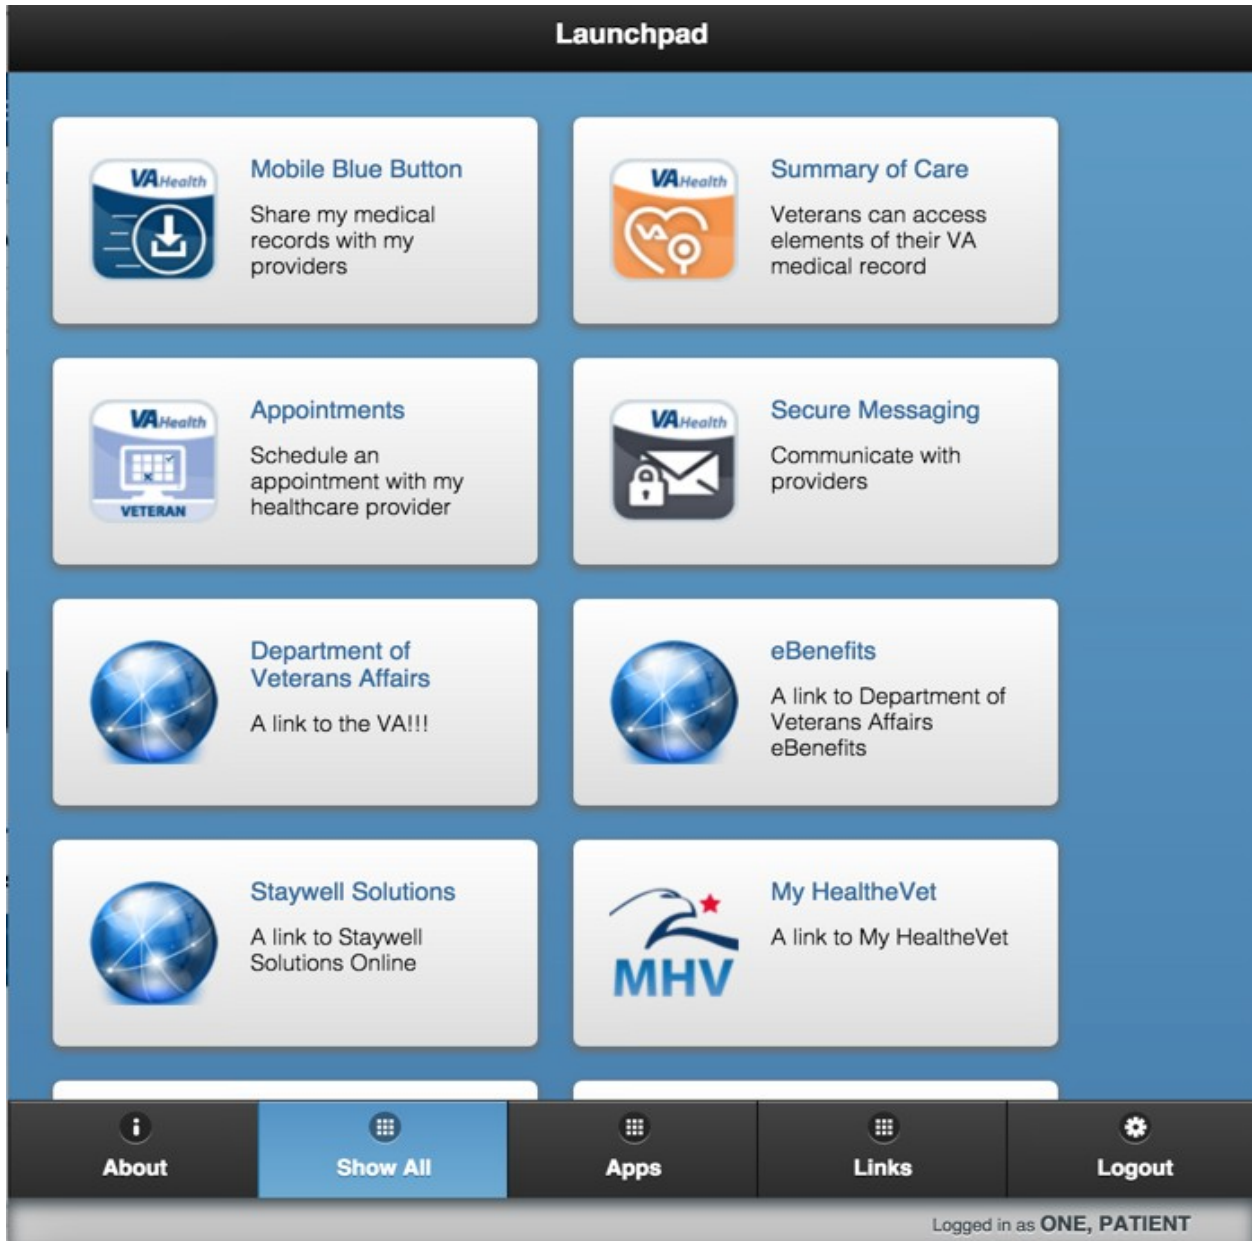 Launchpad
VA Health
Mobile Blue Button
Share my medical
records with my
providers
VA Health
VA
Summary of Care
Veterans can access
elements of their VA
medical record
VA Health
VETERAN
Appointments
Schedule an
appointment with my
healthcare provider
VA Health
Secure Messaging
Communicate with
providers
Department of
Veterans Affairs
A link to the VA!!!
eBenefits
A link to Department of
Veterans Affairs
eBenefits
Staywell Solutions
A link to Staywell
Solutions Online
MHV
My HealtheVet
A link to My HealtheVet
About
Show All
Apps
Links
Logout
Logged in as ONE, PATIENT